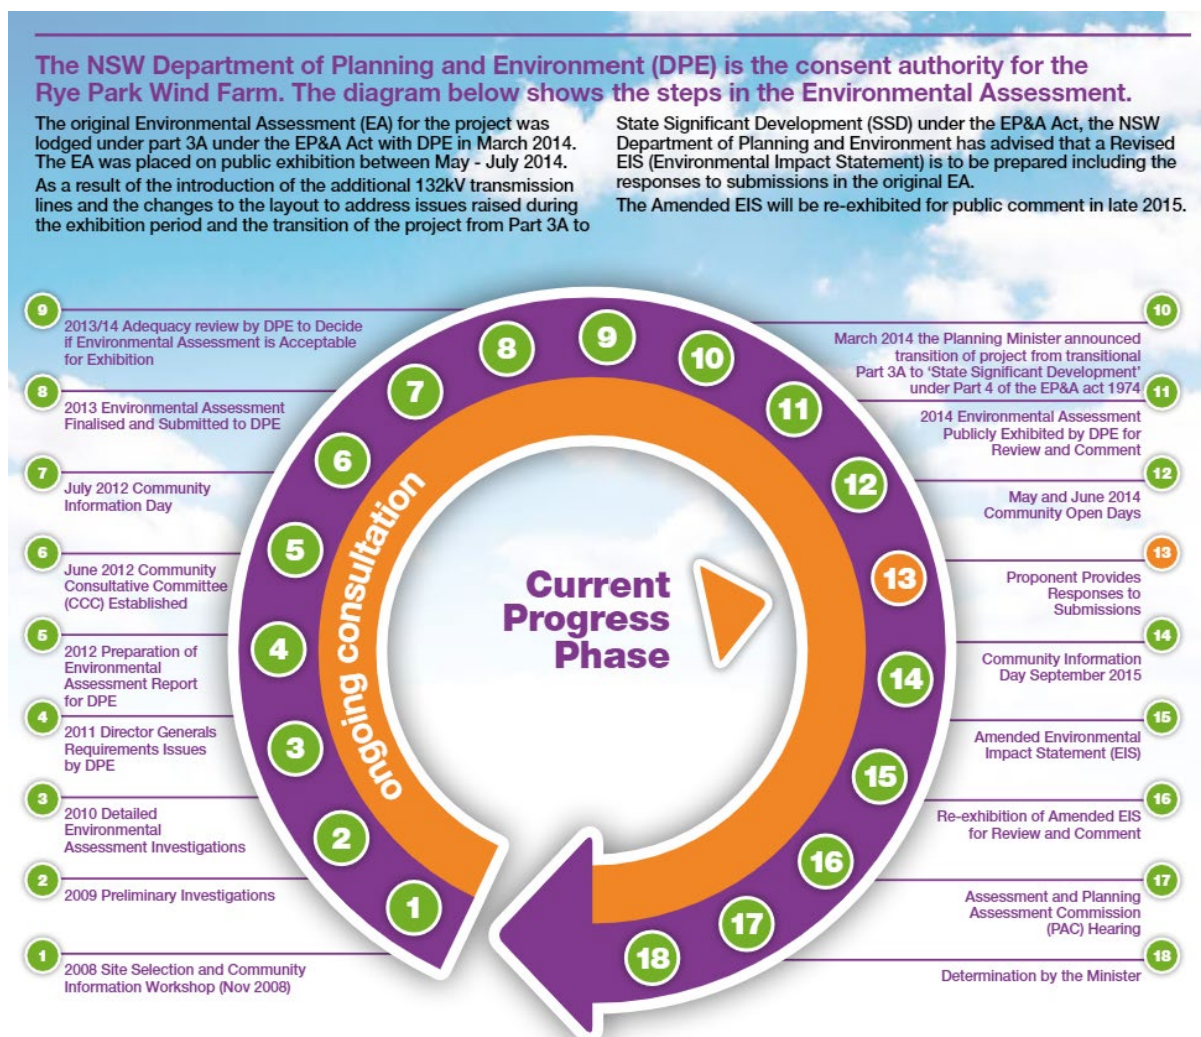 The NSW Department of Planning and Environment (DPE) is the consent authority for the
Rye Park Wind Farm. The diagram below shows the steps in the Environmental Assessment.
The original Environmental Assessment (EA) for the project was
lodged under part 3A under the EP&A Act with DPE in March 2014.
The EA was placed on public exhibition between May - July 2014.
As a result of the introduction of the additional 132kV transmission
lines and the changes to the layout to address issues raised during
the exhibition period and the transition of the project from Part 3A to
State Significant Development (SSD) under the EP&A Act, the NSW
Department of Planning and Environment has advised that a Revised
EIS (Environmental Impact Statement) is to be prepared including the
responses to submissions in the original EA.
The Amended EIS will be re-exhibited for public comment in late 2015.
9
2013/14 Adequacy review by DPE to Decide
if Environmental Assessment is Acceptable
for Exhibition
8
2013 Environmental Assessment
Finalised and Submitted to DPE
7
July 2012 Community
Information Day
6
June 2012 Community
Consultative Committee
(CCC) Established
5
2012 Preparation of
Environmental
Assessment Report
for DPE
4
2011 Director Generals
Requirements Issues
by DPE
3
2010 Detailed
Environmental
Assessment Investigations
2
2009 Preliminary Investigations
1
2008 Site Selection and Community
Information Workshop (Nov 2008)
1
2
3
4
5
6
7
8
9
10
11
12
13
14
15
16
17
18
ongoing consultation
Current
Progress
Phase
10
March 2014 the Planning Minister announced
transition of project from transitional
Part 3A to ‘State Significant Development’
under Part 4 of the EP&A act 1974
11
2014 Environmental Assessment
Publicly Exhibited by DPE for
Review and Comment
12
May and June 2014
Community Open Days
13
Proponent Provides
Responses to
Submissions
14
Community Information
Day September 2015
15
Amended Environmental
Impact Statement (EIS)
16
Re-exhibition of Amended EIS
for Review and Comment
17
Assessment and Planning
Assessment Commission
(PAC) Hearing
18
Determination by the Minister